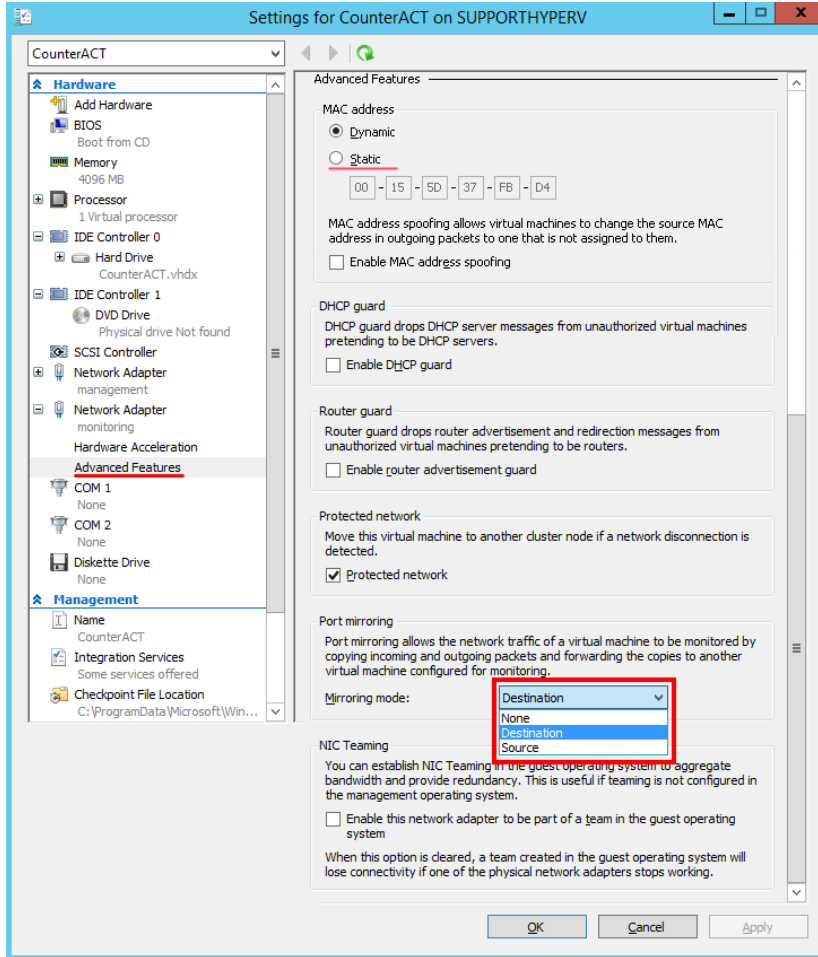 Settings for CounterACT on SUPPORTHYPERV
CounterACT
Hardware
Add Hardware
BIOS
Boot from CD
Memory
4096 MB
Processor
1 Virtual processor
IDE Controller 0
Hard Drive
CounterACT.vhdx
IDE Controller 1
DVD Drive
Physical drive Not found
SCSI Controller
Network Adapter
management
Network Adapter
monitoring
Hardware Acceleration
Advanced Features
COM 1
None
COM 2
None
Diskette Drive
None
Management
Name
CounterACT
Integration Services
Some services offered
Checkpoint File Location
C:\ProgramData\Microsoft\Win...
Advanced Features
MAC address
Dynamic
Static
00 - 15 - 5D - 37 - FB - D4
MAC address spoofing allows virtual machines to change the source MAC
address in outgoing packets to one that is not assigned to them.
Enable MAC address spoofing
DHCP guard
DHCP guard drops DHCP server messages from unauthorized virtual machines
pretending to be DHCP servers.
Enable DHCP guard
Router guard
Router guard drops router advertisement and redirection messages from
unauthorized virtual machines pretending to be routers.
Enable router advertisement guard
Protected network
Move this virtual machine to another cluster node if a network disconnection is
detected.
Protected network
Port mirroring
Port mirroring allows the network traffic of a virtual machine to be monitored by
copying incoming and outgoing packets and forwarding the copies to another
virtual machine configured for monitoring.
Mirroring mode:
Destination
None
Destination
Source
NIC Teaming
You can establish NIC Teaming in the guest operating system to aggregate
bandwidth and provide redundancy. This is useful if teaming is not configured in
the management operating system.
Enable this network adapter to be part of a team in the guest operating
system
When this option is cleared, a team created in the guest operating system will
lose connectivity if one of the physical network adapters stops working.
OK
Cancel
Apply